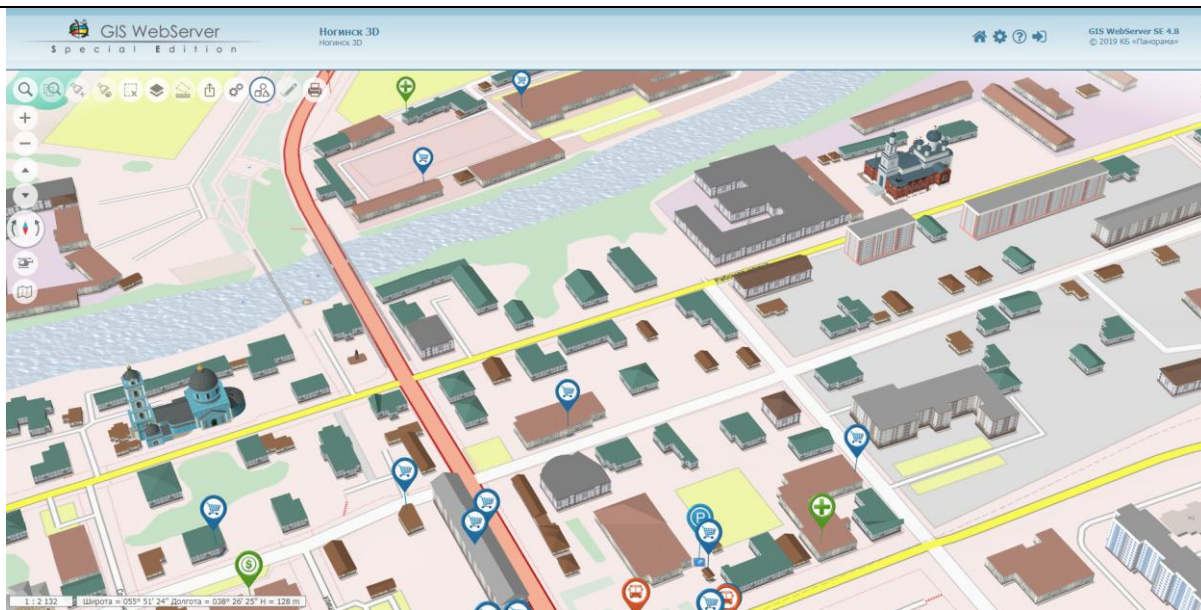 GIS WebServer
Special Edition
Ногинск 3D
Ногинск 3D
GIS WebServer SE 4.8
© 2019 КБ «Панорама»
P
$
1 : 2 132
Широта = 055° 51' 24" Долгота = 038° 26' 25" H = 128 m